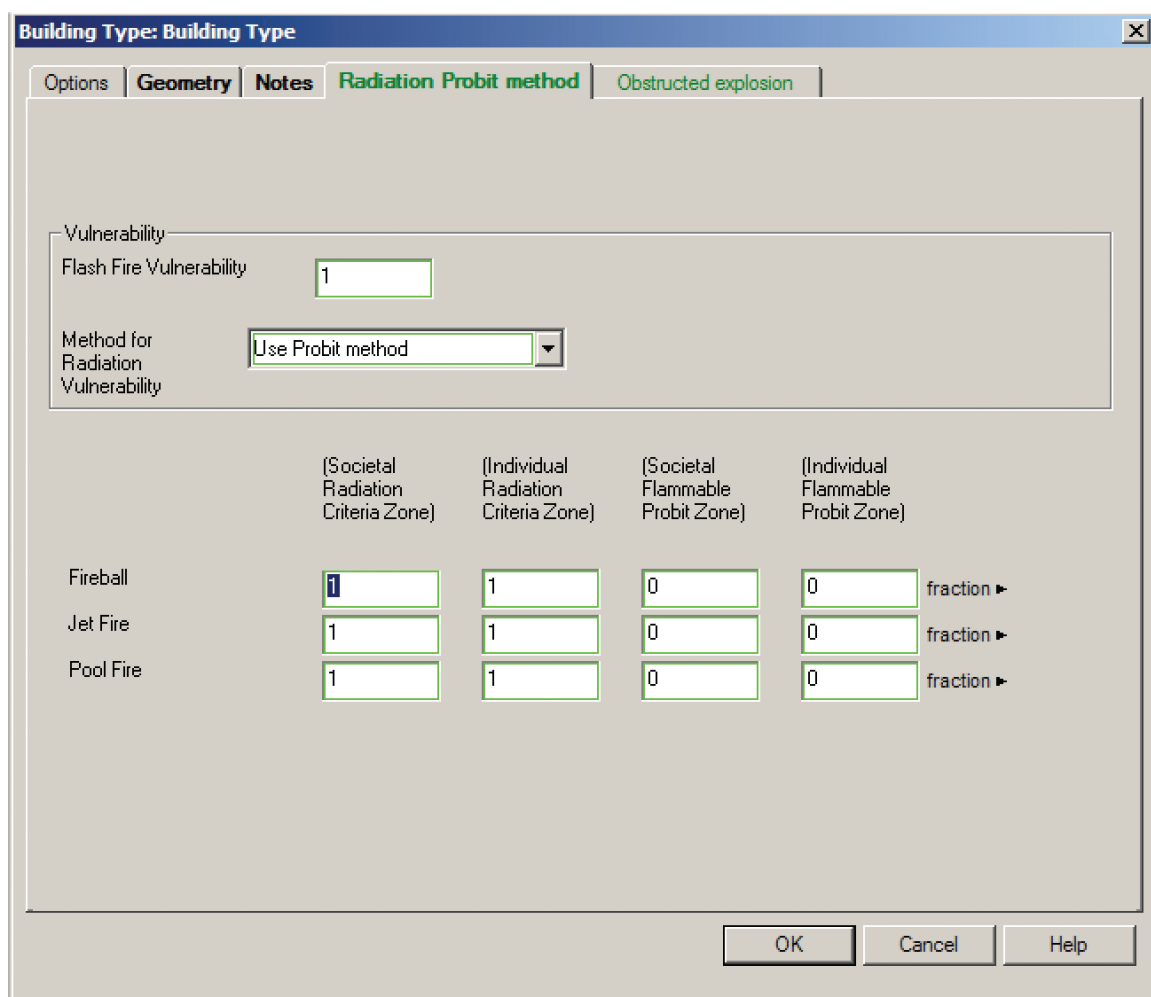 Building Type: Building Type
Options Geometry Notes Radiation Probit method Obstructed explosion
Vulnerability
Flash Fire Vulnerability 1
Method for
Radiation
Vulnerability
Use Probit method
(Societal
Radiation
Criteria Zone)
(Individual
Radiation
Criteria Zone)
(Societal
Flammable
Probit Zone)
(Individual
Flammable
Probit Zone)
Fireball 1 1 0 0 fraction
Jet Fire 1 1 0 0 fraction
Pool Fire 1 1 0 0 fraction
OK Cancel Help